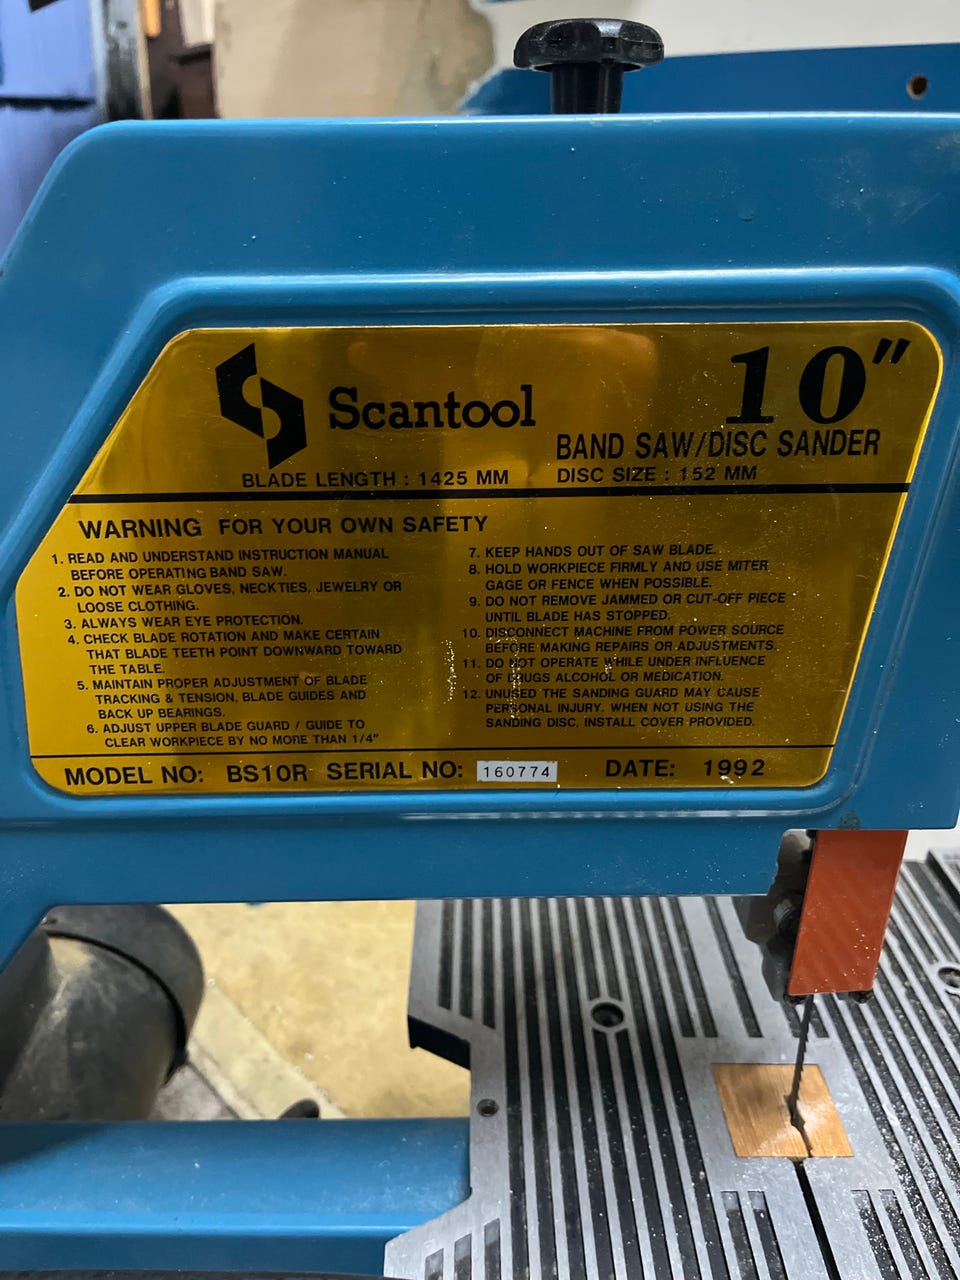 Scantool
10"
BAND SAW/DISC SANDER
BLADE LENGTH : 1425 MM
DISC SIZE : 152 MM
WARNING FOR YOUR OWN SAFETY
1. READ AND UNDERSTAND INSTRUCTION MANUAL
BEFORE OPERATING BAND SAW.
2. DO NOT WEAR GLOVES, NECKTIES, JEWELRY OR
LOOSE CLOTHING.
3. ALWAYS WEAR EYE PROTECTION.
4. CHECK BLADE ROTATION AND MAKE CERTAIN
THAT BLADE TEETH POINT DOWNWARD TOWARD
THE TABLE.
5. MAINTAIN PROPER ADJUSTMENT OF BLADE
TRACKING & TENSION, BLADE GUIDES AND
BACK UP BEARINGS.
6. ADJUST UPPER BLADE GUARD / GUIDE TO
CLEAR WORKPIECE BY NO MORE THAN 1/4"
7. KEEP HANDS OUT OF SAW BLADE.
8. HOLD WORKPIECE FIRMLY AND USE MITER
GAGE OR FENCE WHEN POSSIBLE.
9. DO NOT REMOVE JAMMED OR CUT-OFF PIECE
UNTIL BLADE HAS STOPPED.
10. DISCONNECT MACHINE FROM POWER SOURCE
BEFORE MAKING REPAIRS OR ADJUSTMENTS.
11. DO NOT OPERATE WHILE UNDER INFLUENCE
OF DRUGS ALCOHOL OR MEDICATION.
12. UNUSED THE SANDING GUARD MAY CAUSE
PERSONAL INJURY. WHEN NOT USING THE
SANDING DISC, INSTALL COVER PROVIDED.
MODEL NO: BS10R SERIAL NO: 160774 DATE: 1992